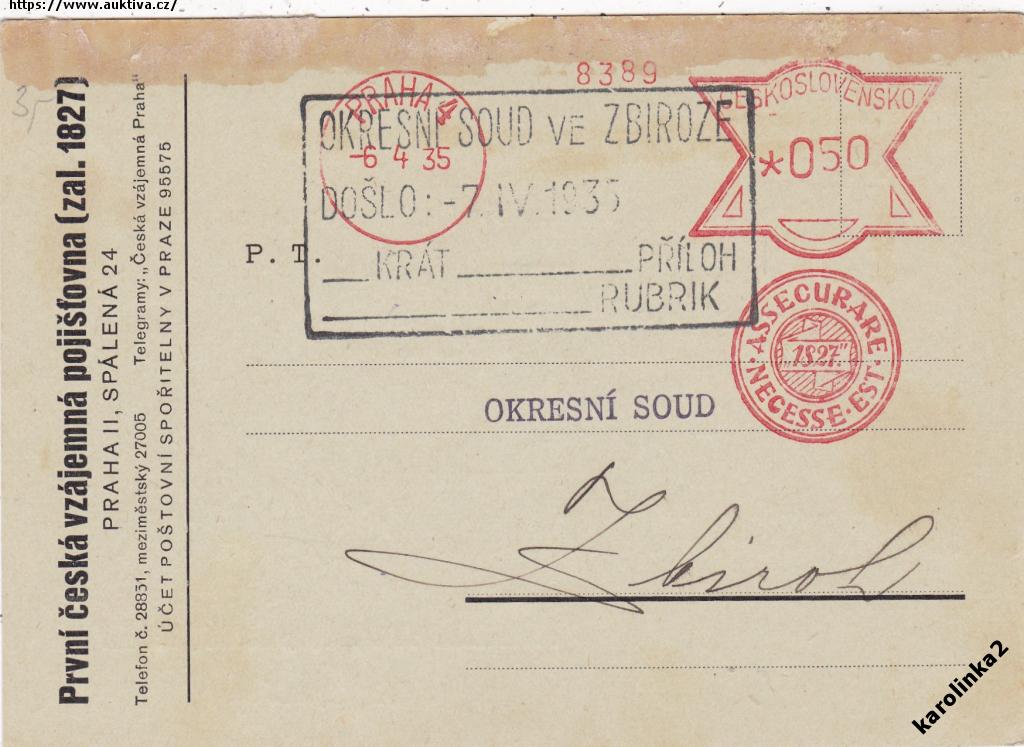 https://www.auktiva.cz/
3,-
První česká vzájemná pojišťovna (zal. 1827)
PRAHA II, SPÁLENÁ 24
Telefon č. 28831, meziměstský 27005 Telegramy: „Česká vzájemná Praha"
ÚČET POŠTOVNÍ SPOŘITELNY V PRAZE 95575
8389
PRAHA 4
-6 4 35
ČESKOSLOVENSKO
*050
OKRESNÍ SOUD VE ZBIROZE
DOŠLO: -7. IV. 1935
KRÁT PŘÍLOH
RUBRIK
P. T.
ASSECURARE
„1827"
NECESSE·EST·
OKRESNÍ SOUD
Zbiroh
karolinka2